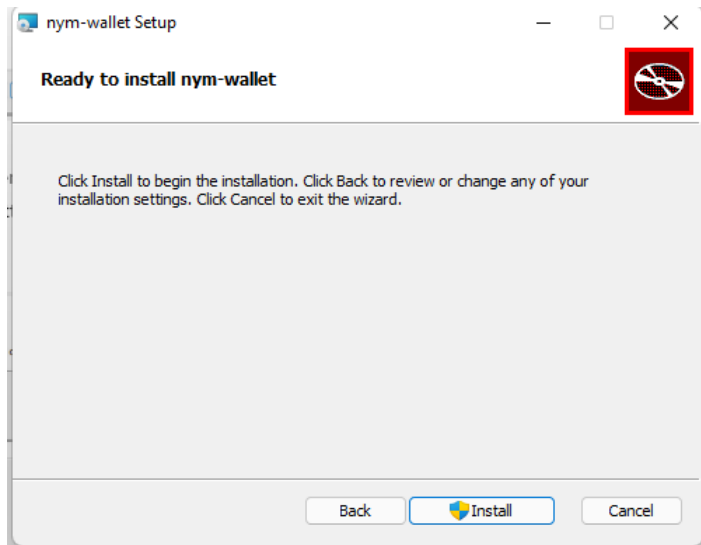 nym-wallet Setup
Ready to install nym-wallet
Click Install to begin the installation. Click Back to review or change any of your
installation settings. Click Cancel to exit the wizard.
Back
Install
Cancel